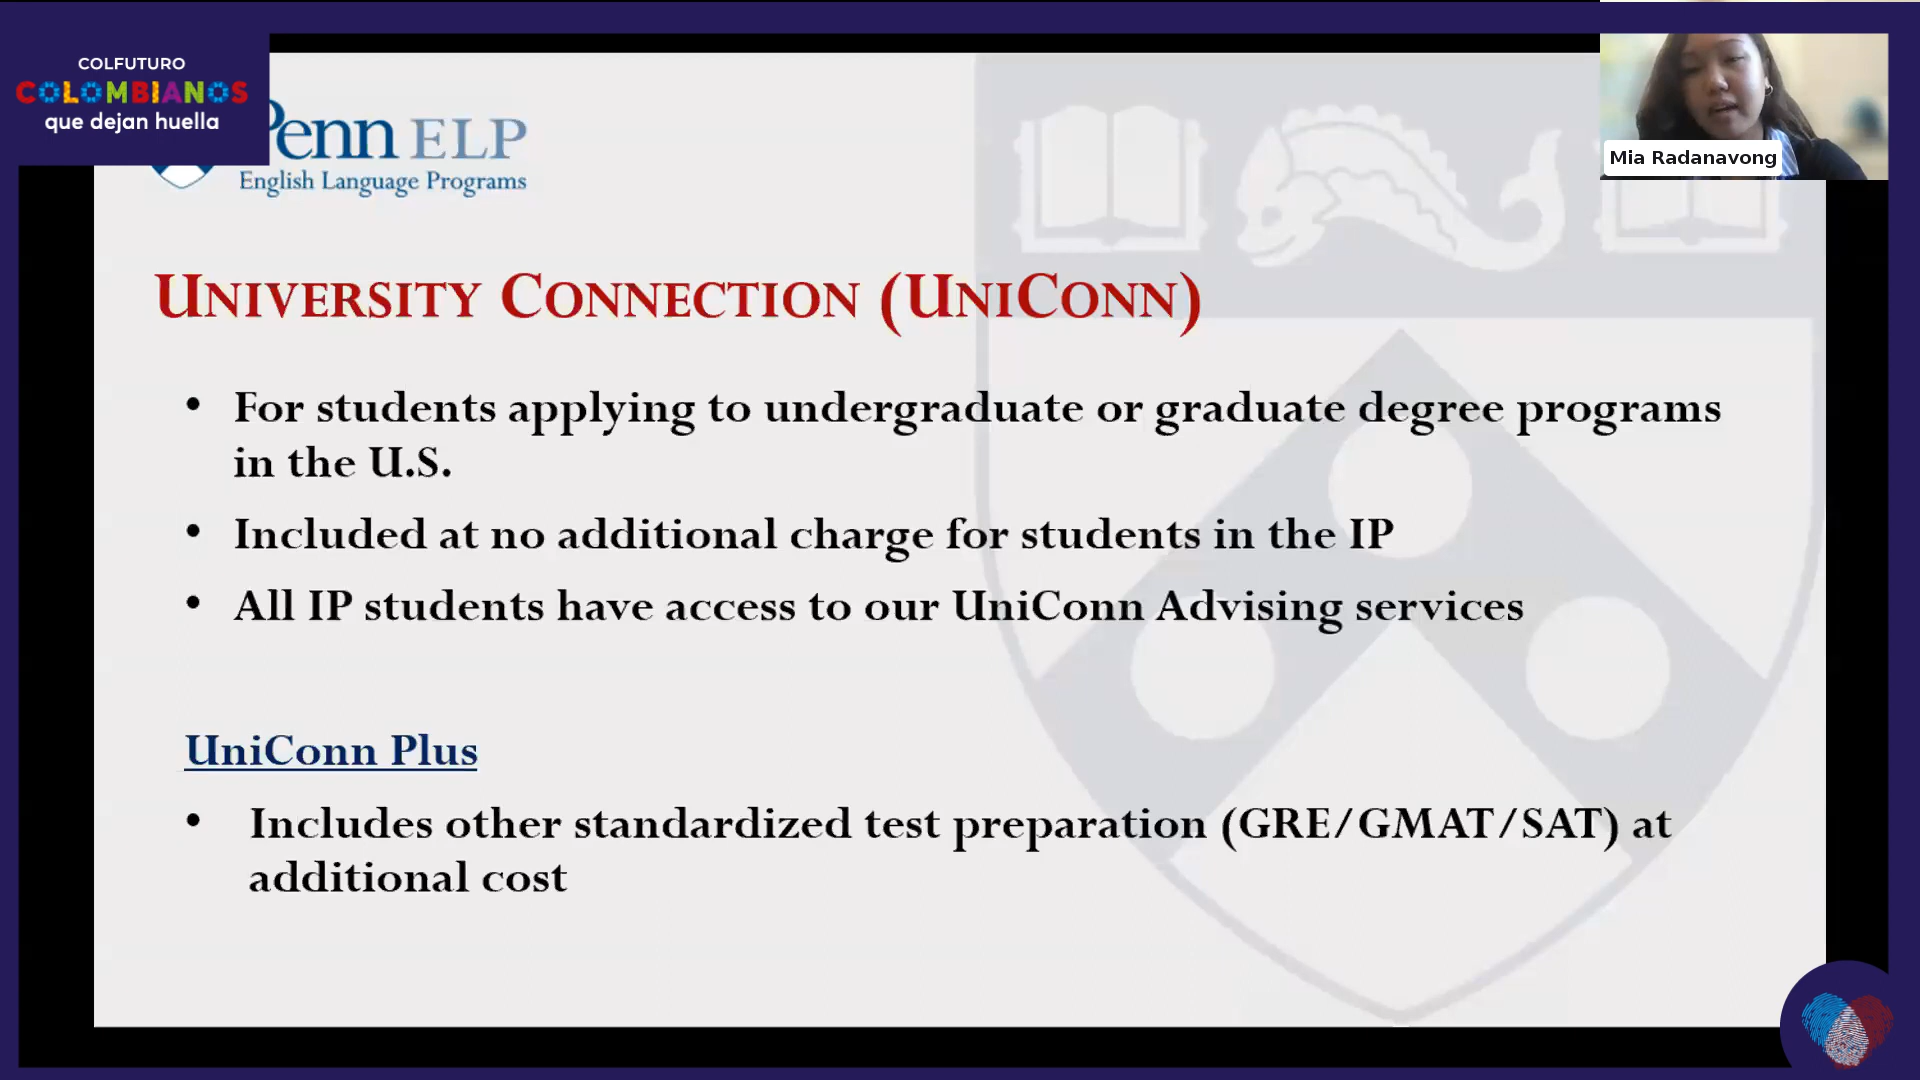 COLFUTURO
COLOMBIANOS
que dejan huella
Penn ELP
English Language Programs
Mia Radanavong
UNIVERSITY CONNECTION (UNICONN)
• For students applying to undergraduate or graduate degree programs
in the U.S.
• Included at no additional charge for students in the IP
• All IP students have access to our UniConn Advising services
UniConn Plus
• Includes other standardized test preparation (GRE/GMAT/SAT) at
additional cost